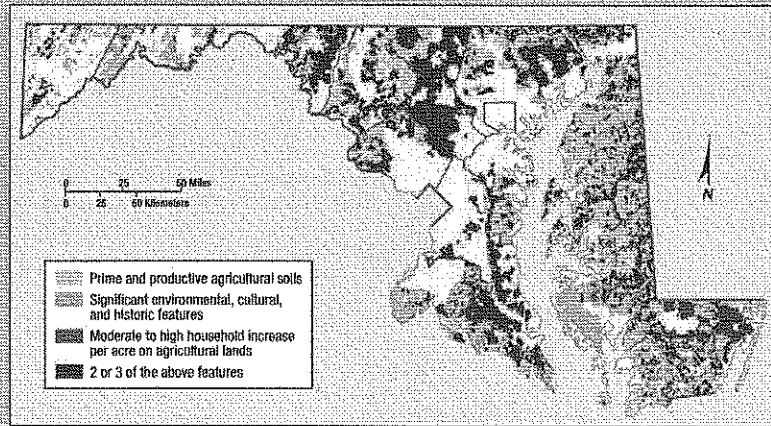 0 25 50 Miles
0 25 50 Kilometers
N
Prime and productive agricultural soils
Significant environmental, cultural,
and historic features
Moderate to high household increase
per acre on agricultural lands
2 or 3 of the above features